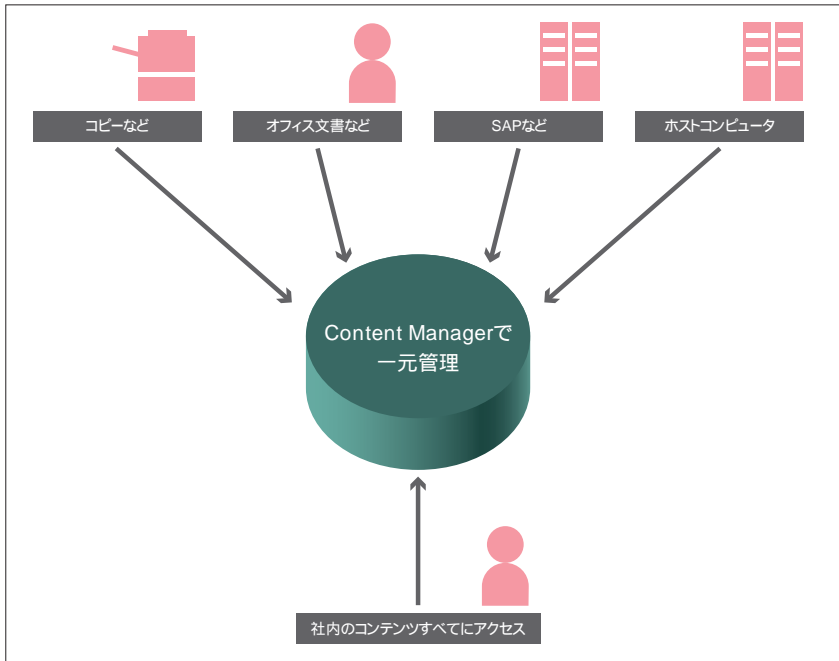 コピーなど
オフィス文書など
SAPなど
ホストコンピュータ
Content Managerで
一元管理
社内のコンテンツすべてにアクセス